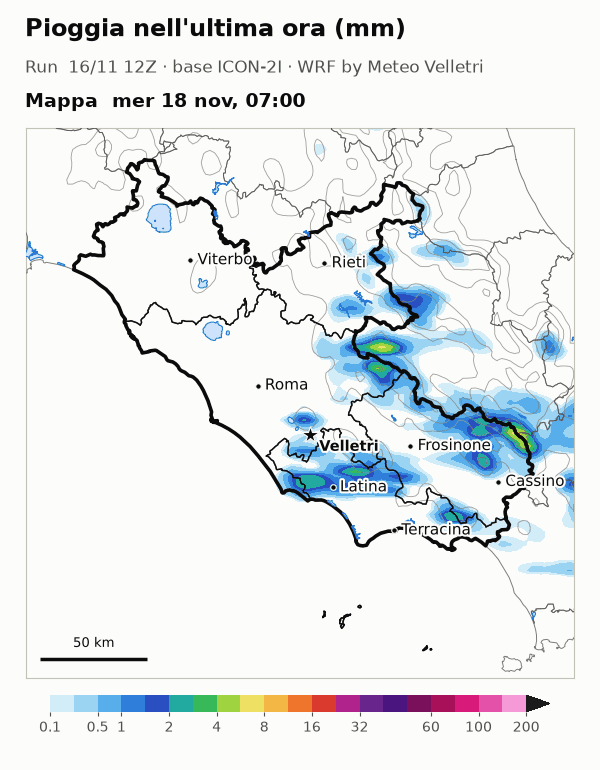 Pioggia nell'ultima ora (mm)
Run  16/11 12Z · base ICON-2I · WRF by Meteo Velletri
Mappa  mer 18 nov, 07:00
Viterbo
Rieti
Roma
Velletri
Frosinone
Latina
Cassino
Terracina
50 km
0.1 0.5 1 2 4 8 16 32 60 100 200